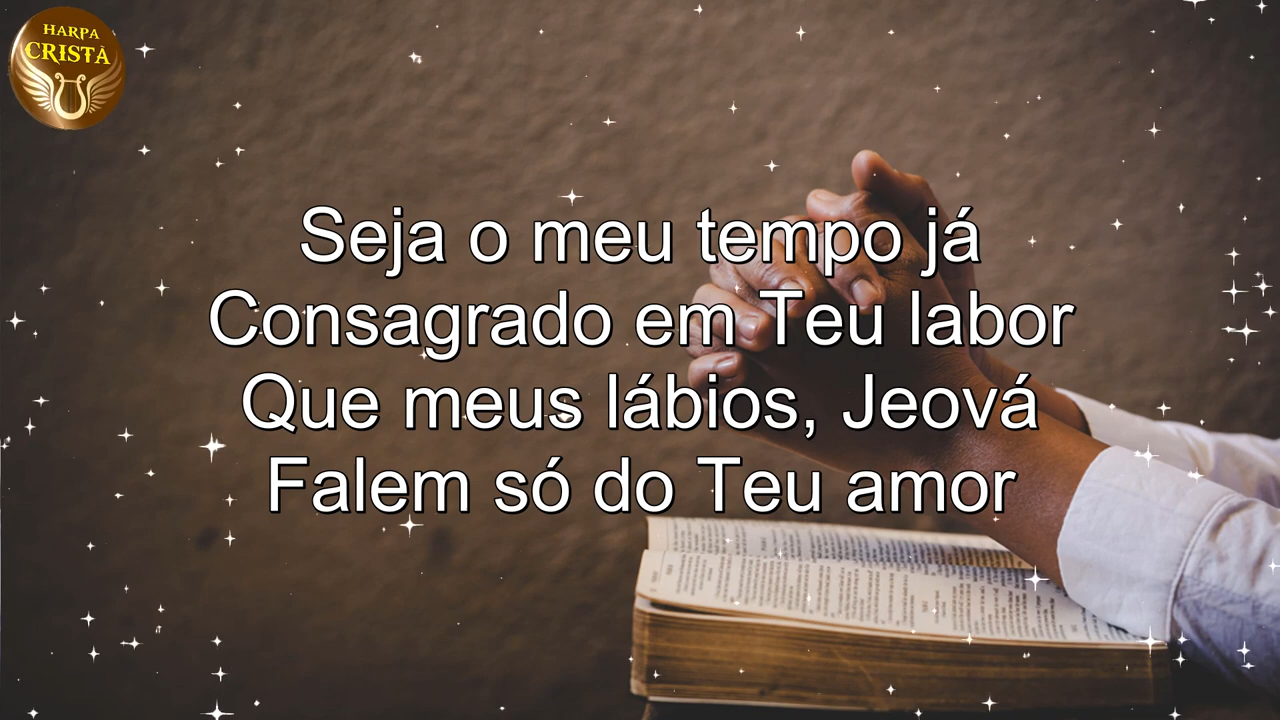 HARPA
CRISTÃ
Seja o meu tempo já
Consagrado em Teu labor
Que meus lábios, Jeová
Falem só do Teu amor